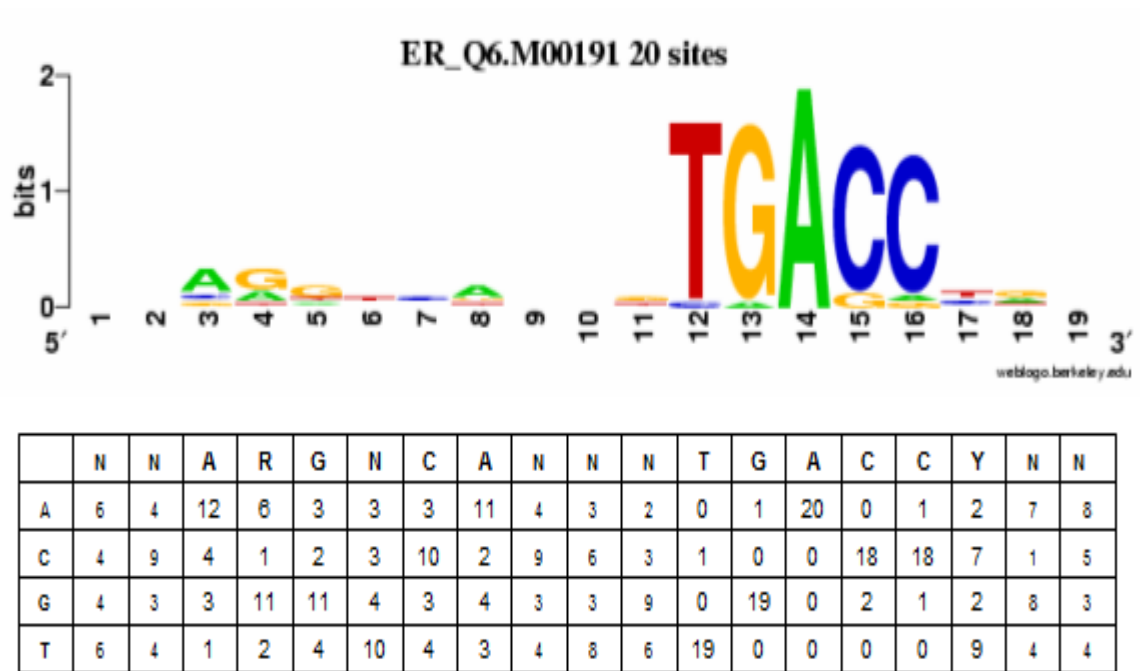 ER_Q6.M00191 20 sites
2
bits
1
0
AGG A TGACC
1 2 3 4 5 6 7 8 9 10 11 12 13 14 15 16 17 18 19
5′ 3′
weblogo.berkeley.edu
N N A R G N C A N N N T G A C C Y N N
A 6 4 12 6 3 3 3 11 4 3 2 0 1 20 0 1 2 7 8
C 4 9 4 1 2 3 10 2 9 6 3 1 0 0 18 18 7 1 5
G 4 3 3 11 11 4 3 4 3 3 9 0 19 0 2 1 2 8 3
T 6 4 1 2 4 10 4 3 4 8 6 19 0 0 0 0 9 4 4